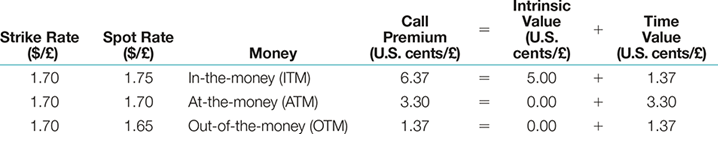 Strike Rate ($/£) Spot Rate ($/£) Money Call Premium (U.S. cents/£) = Intrinsic Value (U.S. cents/£) + Time Value (U.S. cents/£)
1.70 1.75 In-the-money (ITM) 6.37 = 5.00 + 1.37
1.70 1.70 At-the-money (ATM) 3.30 = 0.00 + 3.30
1.70 1.65 Out-of-the-money (OTM) 1.37 = 0.00 + 1.37